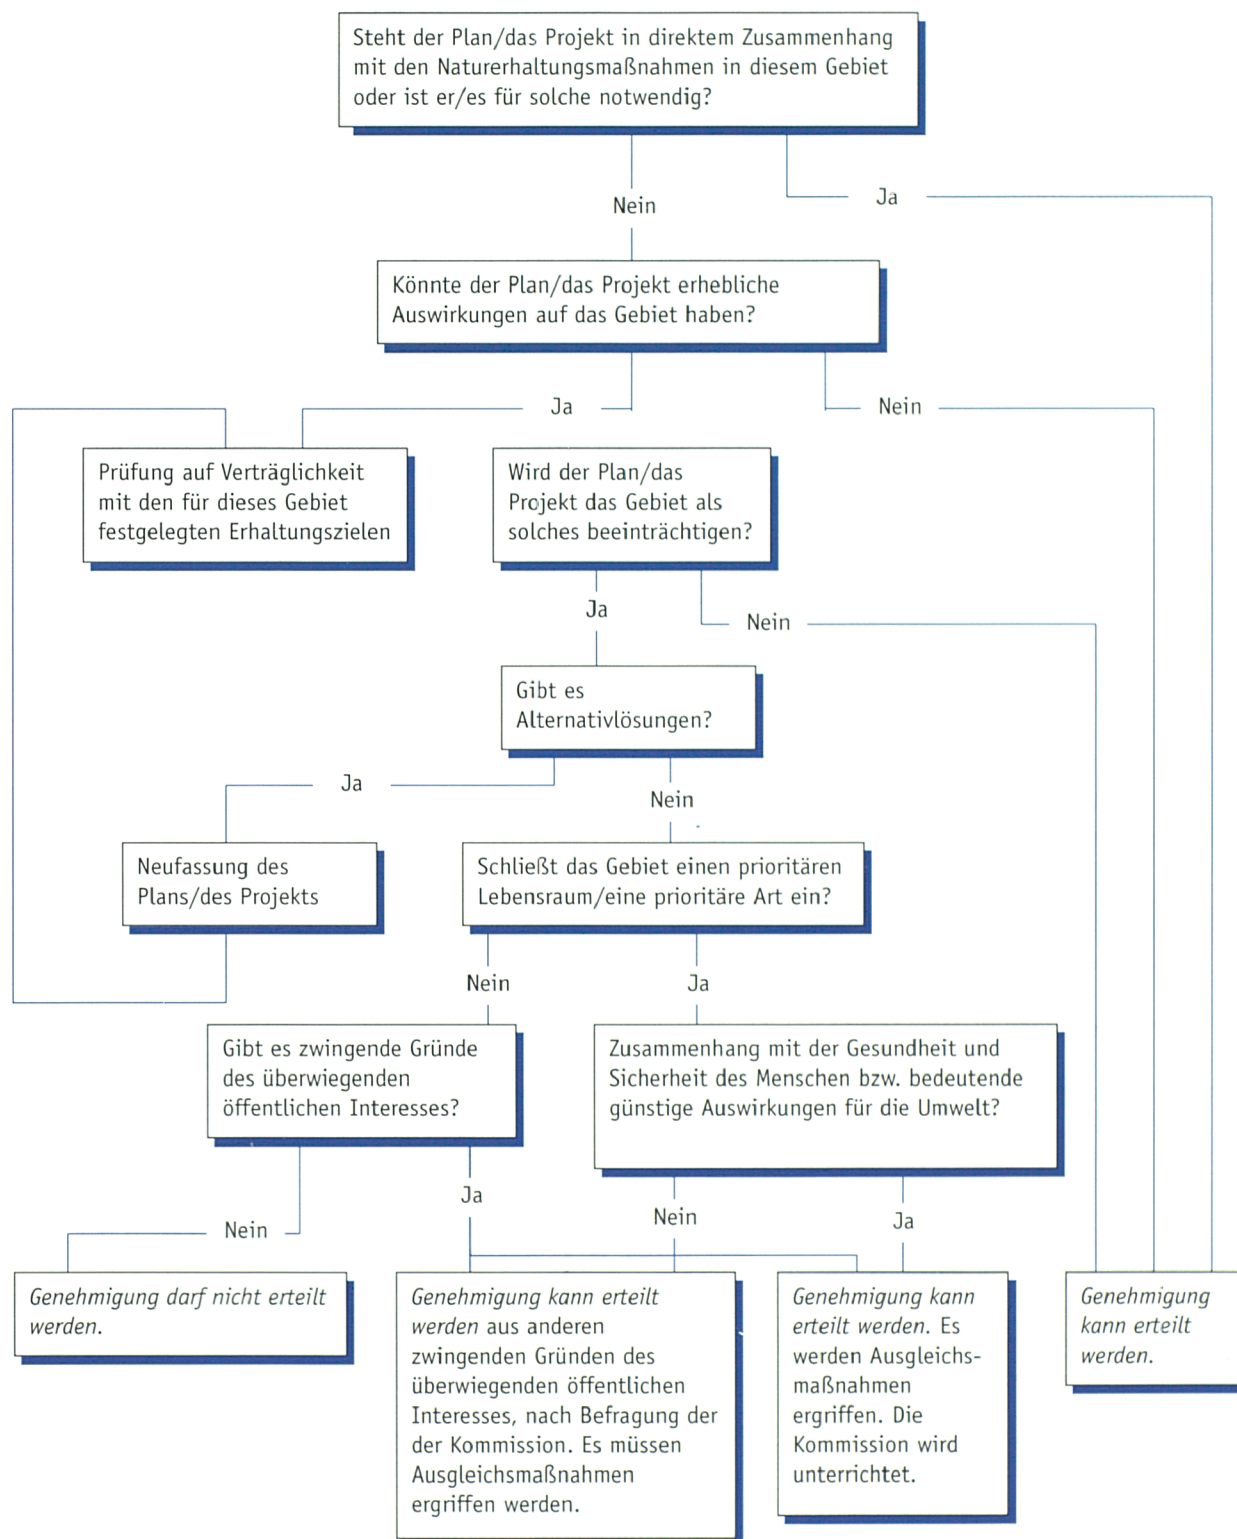 Steht der Plan/das Projekt in direktem Zusammenhang
mit den Naturerhaltungsmaßnahmen in diesem Gebiet
oder ist er/es für solche notwendig?
Nein
Ja
Könnte der Plan/das Projekt erhebliche
Auswirkungen auf das Gebiet haben?
Ja
Nein
Prüfung auf Verträglichkeit
mit den für dieses Gebiet
festgelegten Erhaltungszielen
Wird der Plan/das
Projekt das Gebiet als
solches beeinträchtigen?
Ja
Nein
Gibt es
Alternativlösungen?
Ja
Nein
Neufassung des
Plans/des Projekts
Schließt das Gebiet einen prioritären
Lebensraum/eine prioritäre Art ein?
Nein
Ja
Gibt es zwingende Gründe
des überwiegenden
öffentlichen Interesses?
Zusammenhang mit der Gesundheit und
Sicherheit des Menschen bzw. bedeutende
günstige Auswirkungen für die Umwelt?
Nein
Ja
Nein
Ja
Genehmigung darf nicht erteilt
werden.
Genehmigung kann erteilt
werden aus anderen
zwingenden Gründen des
überwiegenden öffentlichen
Interesses, nach Befragung der
der Kommission. Es müssen
Ausgleichsmaßnahmen
ergriffen werden.
Genehmigung kann
erteilt werden. Es
werden Ausgleichs-
maßnahmen
ergriffen. Die
Kommission wird
unterrichtet.
Genehmigung
kann erteilt
werden.